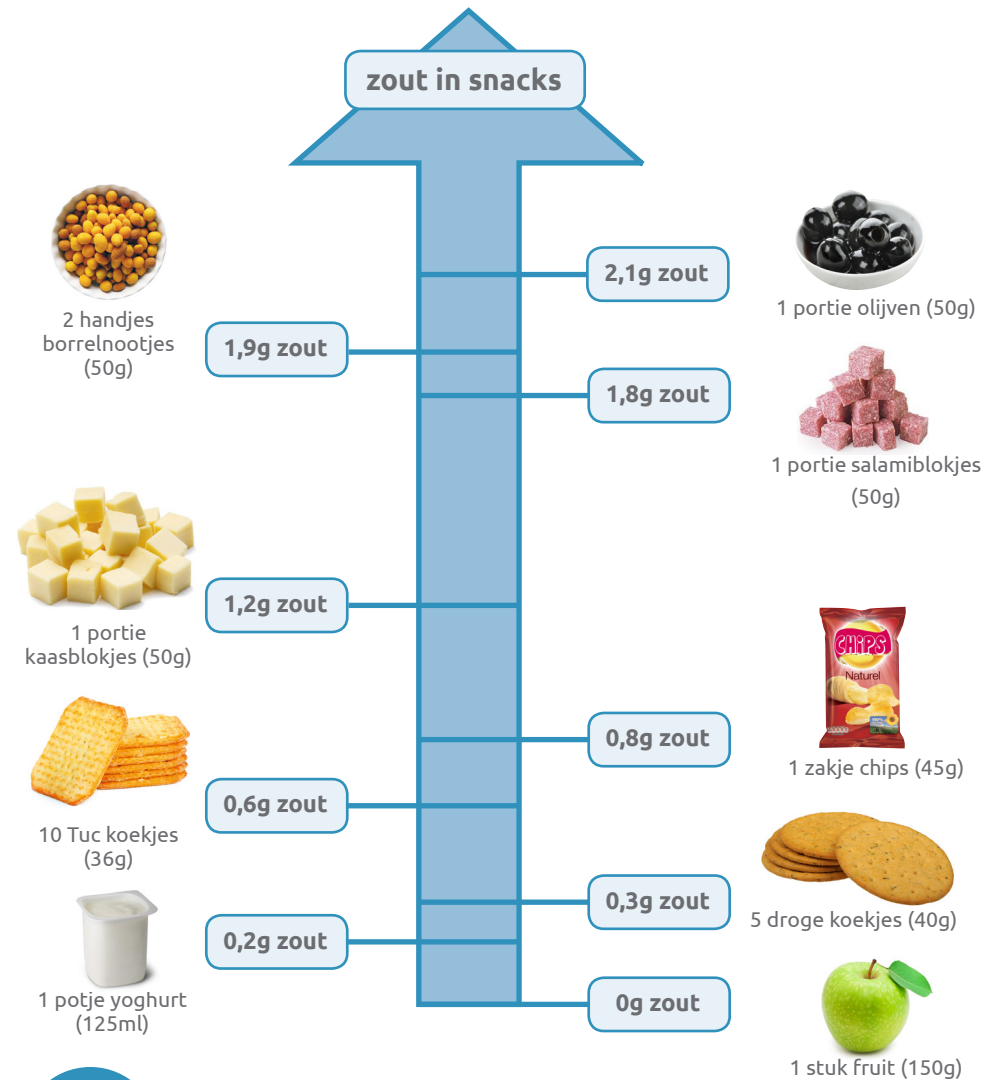 zout in snacks
2,1g zout
1 portie olijven (50g)
2 handjes
borrelnootjes
(50g)
1,9g zout
1,8g zout
1 portie salamiblokjes
(50g)
1,2g zout
1 portie
kaasblokjes (50g)
CHIPS
Naturel
0,8g zout
1 zakje chips (45g)
0,6g zout
10 Tuc koekjes
(36g)
0,3g zout
5 droge koekjes (40g)
0,2g zout
1 potje yoghurt
(125ml)
0g zout
1 stuk fruit (150g)